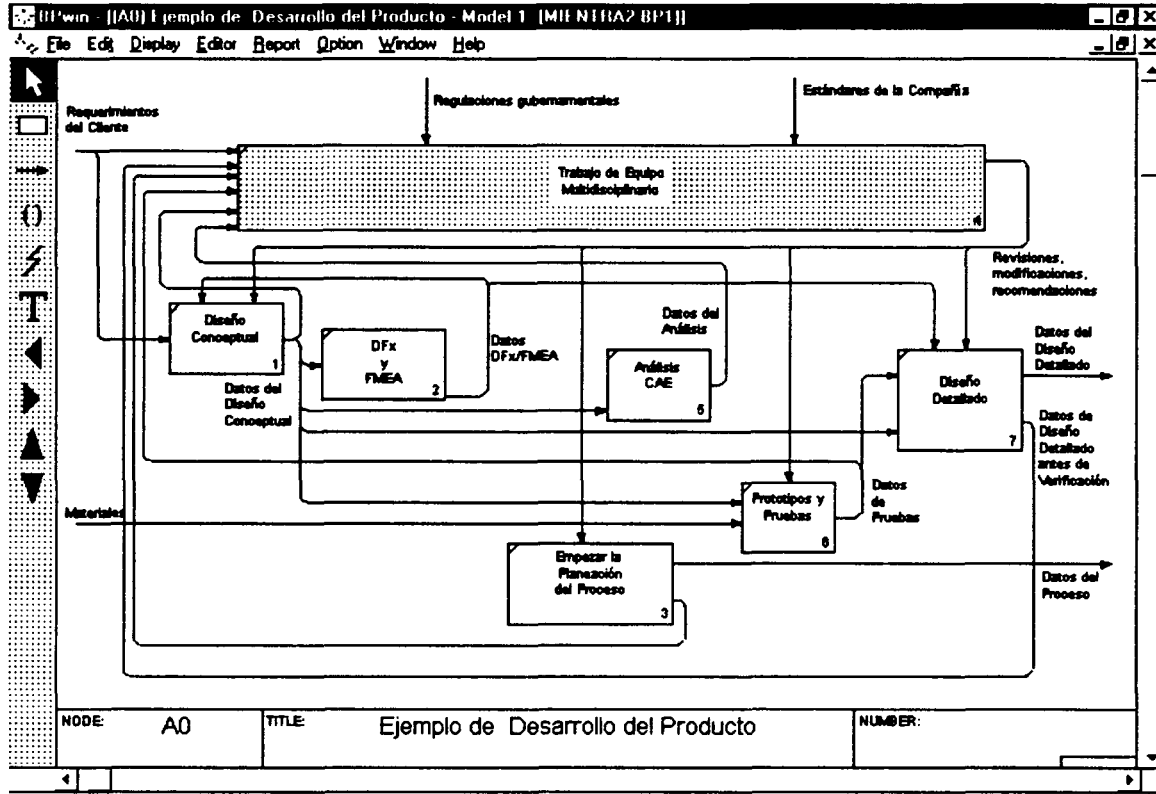 BPwin - [(A0) Ejemplo de Desarrollo del Producto - Model 1 [MIENTRA2.BP1]]
File Edit Display Editor Report Option Window Help
Regulaciones gubernamentales
Estándares de la Compañía
Requerimientos
del Cliente
Trabajo de Equipo
Multidisciplinario
4
Revisiones,
modificaciones,
recomendaciones
Diseño
Conceptual
1
DFx
y
FMEA
2
Datos
DFx/FMEA
Datos del
Análisis
Análisis
CAE
5
Datos del
Diseño
Detallado
Diseño
Detallado
7
Datos del
Diseño
Conceptual
Datos de
Diseño
Detallado
antes de
Verificación
Materiales
Prototipos y
Pruebas
6
Datos
de
Pruebas
Empezar la
Planeación
del Proceso
3
Datos del
Proceso
NODE: A0
TITLE: Ejemplo de Desarrollo del Producto
NUMBER:
T